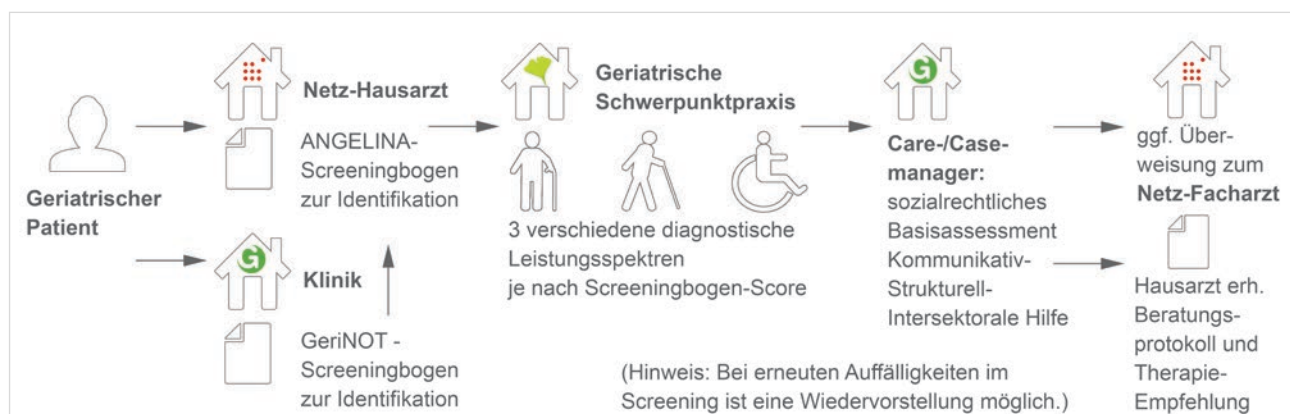 Geriatrischer
Patient
Netz-Hausarzt
ANGELINA-
Screeningbogen
zur Identifikation
G
Klinik
GeriNOT -
Screeningbogen
zur Identifikation
Geriatrische
Schwerpunktpraxis
3 verschiedene diagnostische
Leistungsspektren
je nach Screeningbogen-Score
G
Care-/Case-
manager:
sozialrechtliches
Basisassessment
Kommunikativ-
Strukturell-
Intersektorale Hilfe
ggf. Über-
weisung zum
Netz-Facharzt
Hausarzt erh.
Beratungs-
protokoll und
Therapie-
Empfehlung
(Hinweis: Bei erneuten Auffälligkeiten im
Screening ist eine Wiedervorstellung möglich.)